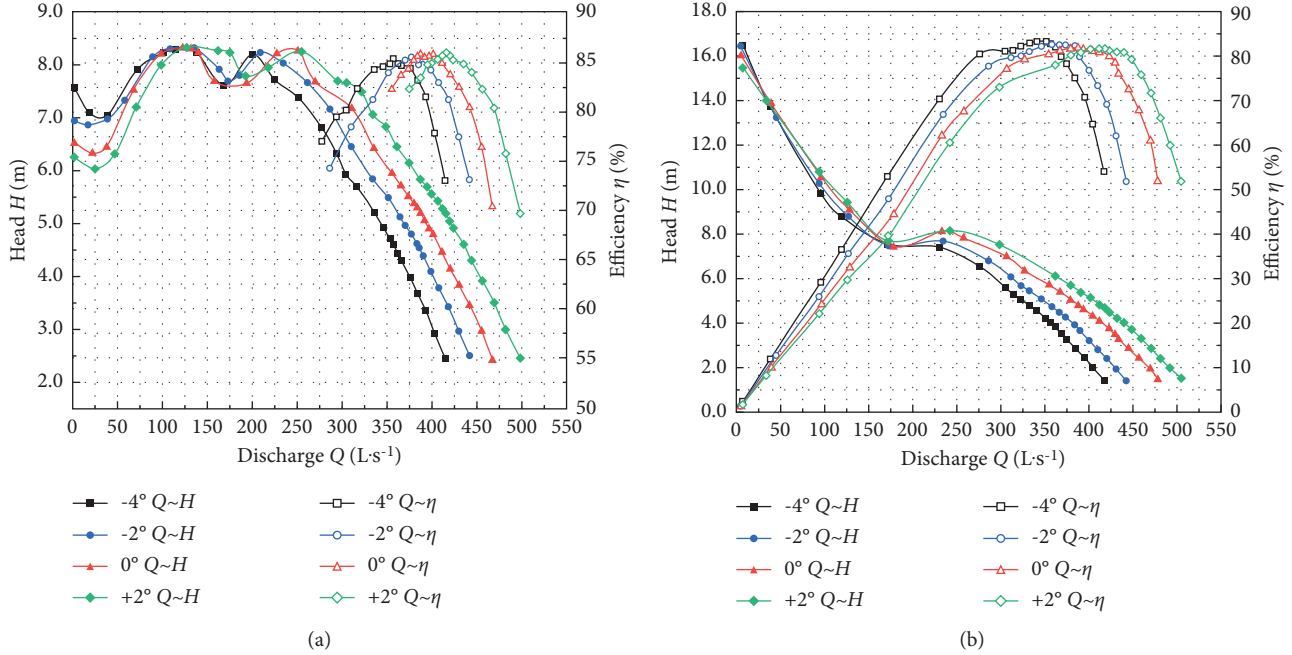 9.0
8.0
7.0
6.0
5.0
4.0
3.0
2.0
Head H (m)
90
85
80
75
70
65
60
55
50
Efficiency η (%)
0 50 100 150 200 250 300 350 400 450 500 550
Discharge Q (L·s-1)
-4° Q~H
-4° Q~η
-2° Q~H
-2° Q~η
0° Q~H
0° Q~η
+2° Q~H
+2° Q~η
(a)
18.0
16.0
14.0
12.0
10.0
8.0
6.0
4.0
2.0
0.0
Head H (m)
90
80
70
60
50
40
30
20
10
0
Efficiency η (%)
0 50 100 150 200 250 300 350 400 450 500 550
Discharge Q (L·s-1)
-4° Q~H
-4° Q~η
-2° Q~H
-2° Q~η
0° Q~H
0° Q~η
+2° Q~H
+2° Q~η
(b)